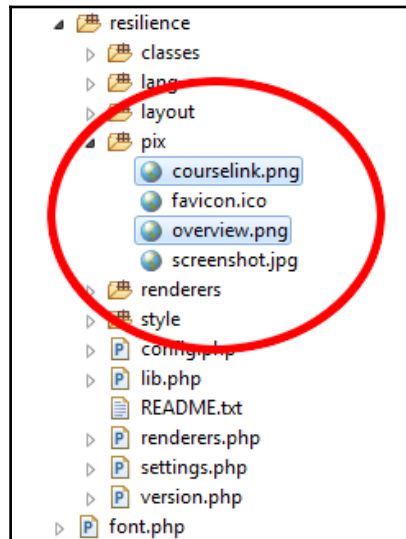 resilience
classes
lang
layout
pix
courselink.png
favicon.ico
overview.png
screenshot.jpg
renderers
style
config.php
lib.php
README.txt
renderers.php
settings.php
version.php
font.php